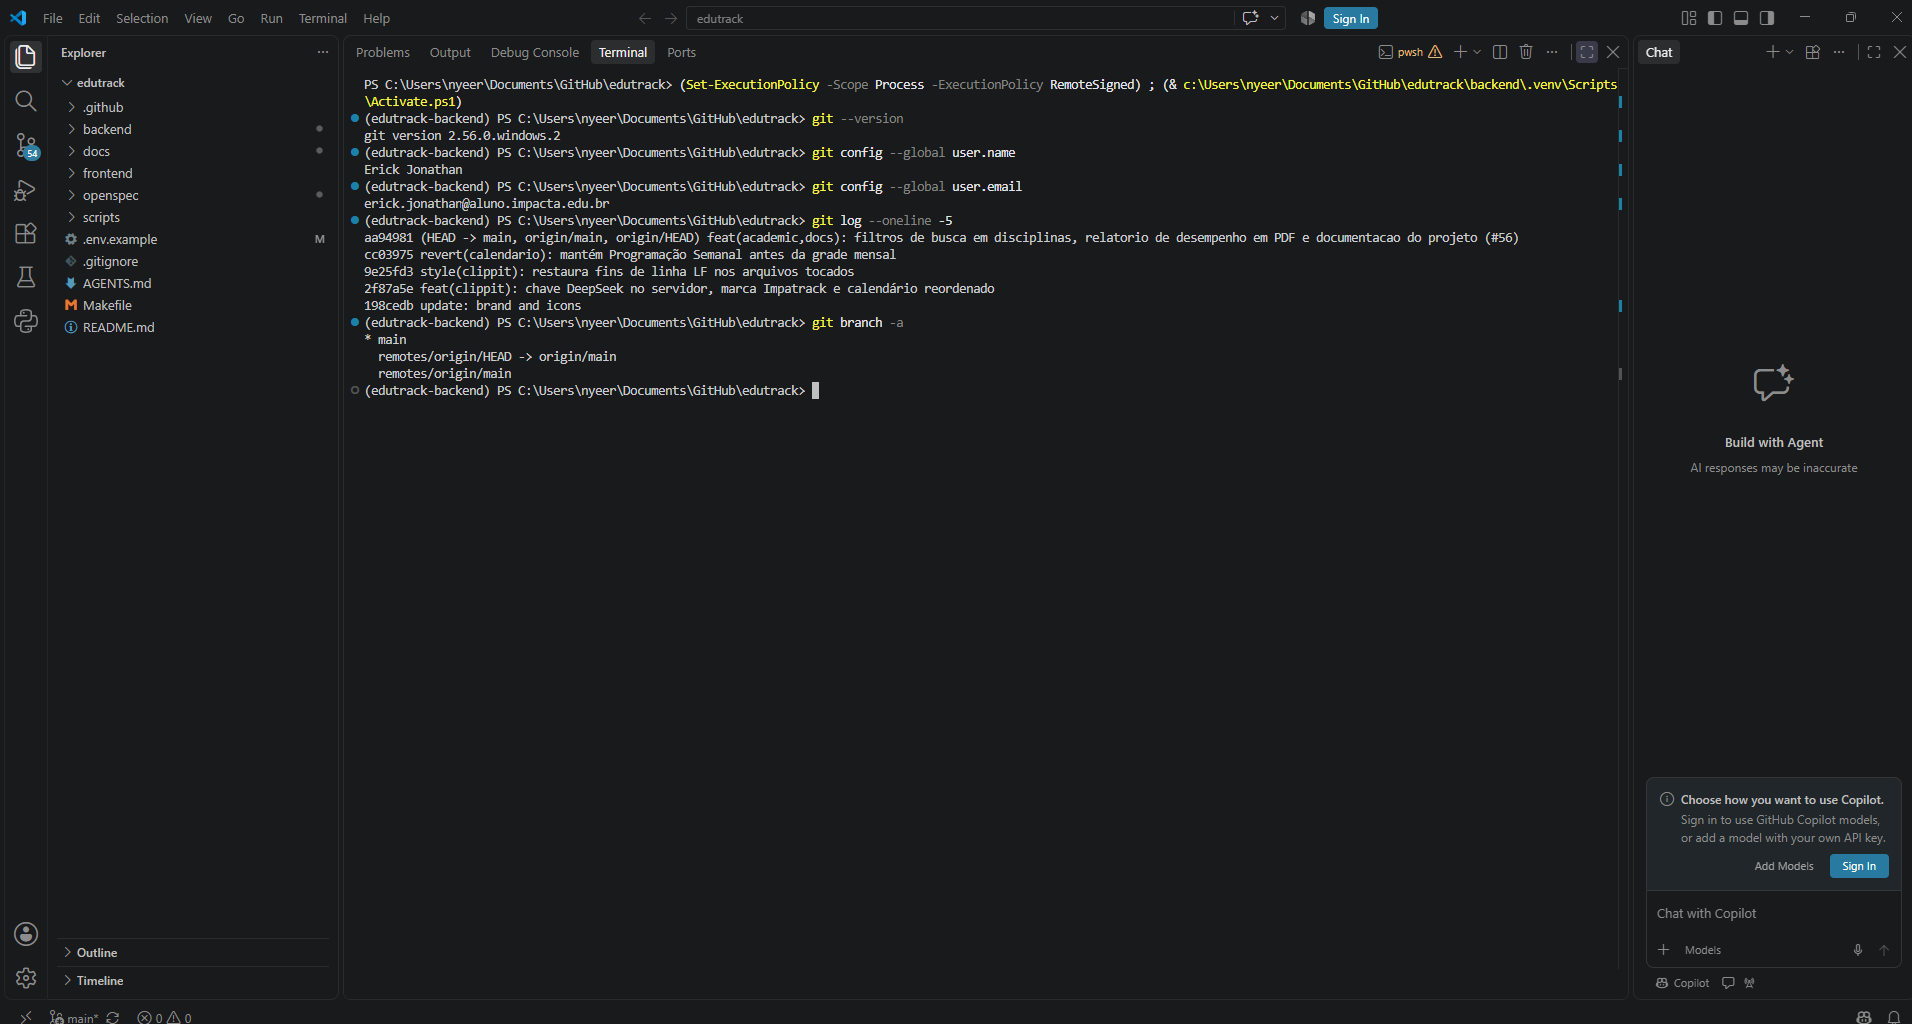 File Edit Selection View Go Run Terminal Help
edutrack
Sign In
Explorer
Problems Output Debug Console Terminal Ports
pwsh
Chat
edutrack
.github
backend
docs
frontend
openspec
scripts
.env.example M
.gitignore
AGENTS.md
Makefile
README.md
54
PS C:\Users\nyeer\Documents\GitHub\edutrack> (Set-ExecutionPolicy -Scope Process -ExecutionPolicy RemoteSigned) ; (& c:\Users\nyeer\Documents\GitHub\edutrack\backend\.venv\Scripts
\Activate.ps1)
(edutrack-backend) PS C:\Users\nyeer\Documents\GitHub\edutrack> git --version
git version 2.56.0.windows.2
(edutrack-backend) PS C:\Users\nyeer\Documents\GitHub\edutrack> git config --global user.name
Erick Jonathan
(edutrack-backend) PS C:\Users\nyeer\Documents\GitHub\edutrack> git config --global user.email
erick.jonathan@aluno.impacta.edu.br
(edutrack-backend) PS C:\Users\nyeer\Documents\GitHub\edutrack> git log --oneline -5
aa94981 (HEAD -> main, origin/main, origin/HEAD) feat(academic,docs): filtros de busca em disciplinas, relatorio de desempenho em PDF e documentacao do projeto (#56)
cc03975 revert(calendario): mantém Programação Semanal antes da grade mensal
9e25fd3 style(clippit): restaura fins de linha LF nos arquivos tocados
2f87a5e feat(clippit): chave DeepSeek no servidor, marca Impatrack e calendário reordenado
198cedb update: brand and icons
(edutrack-backend) PS C:\Users\nyeer\Documents\GitHub\edutrack> git branch -a
* main
remotes/origin/HEAD -> origin/main
remotes/origin/main
(edutrack-backend) PS C:\Users\nyeer\Documents\GitHub\edutrack>
Build with Agent
AI responses may be inaccurate
Choose how you want to use Copilot.
Sign in to use GitHub Copilot models,
or add a model with your own API key.
Add Models Sign In
Chat with Copilot
Models
Copilot
Outline
Timeline
main* 0 0